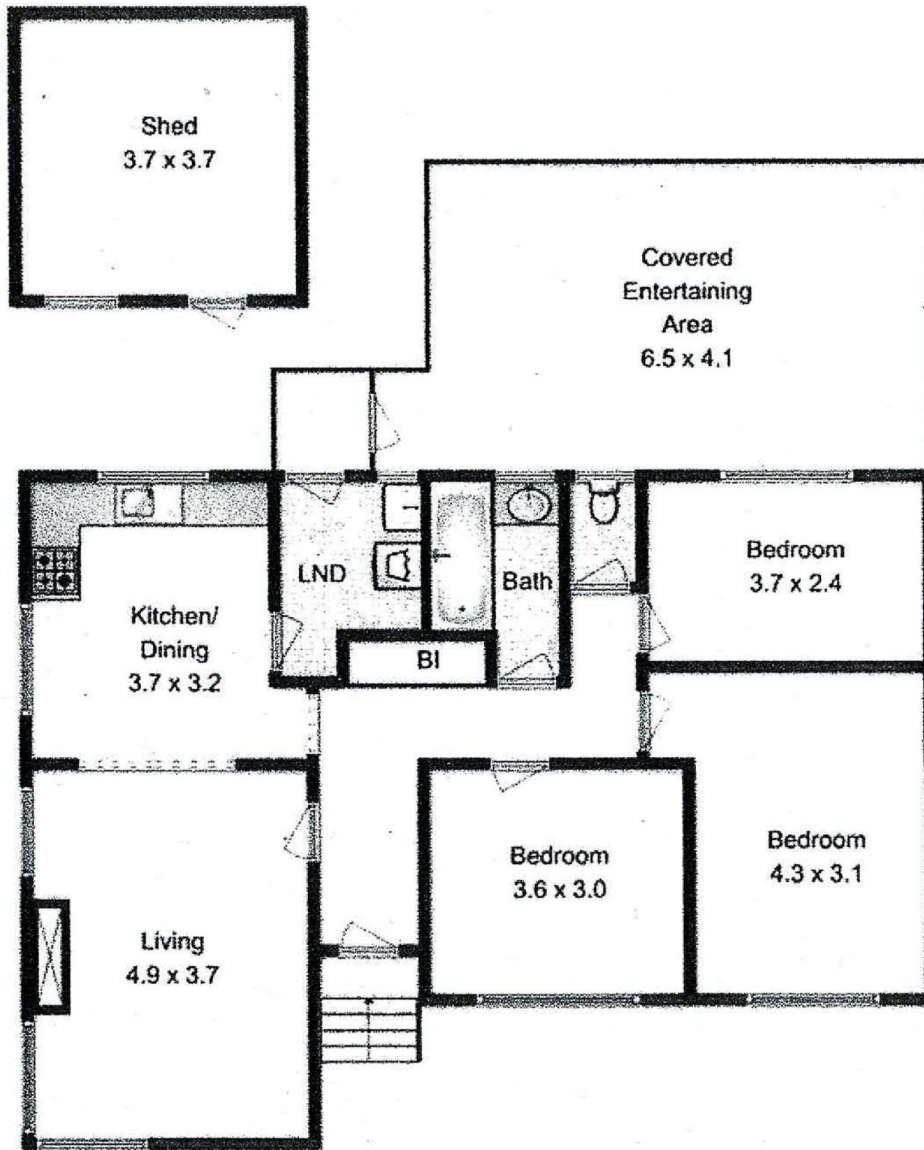 Shed
3.7 x 3.7
Covered
Entertaining
Area
6.5 x 4.1
LND
Bath
Bedroom
3.7 x 2.4
Kitchen/
Dining
3.7 x 3.2
BI
Bedroom
3.6 x 3.0
Bedroom
4.3 x 3.1
Living
4.9 x 3.7